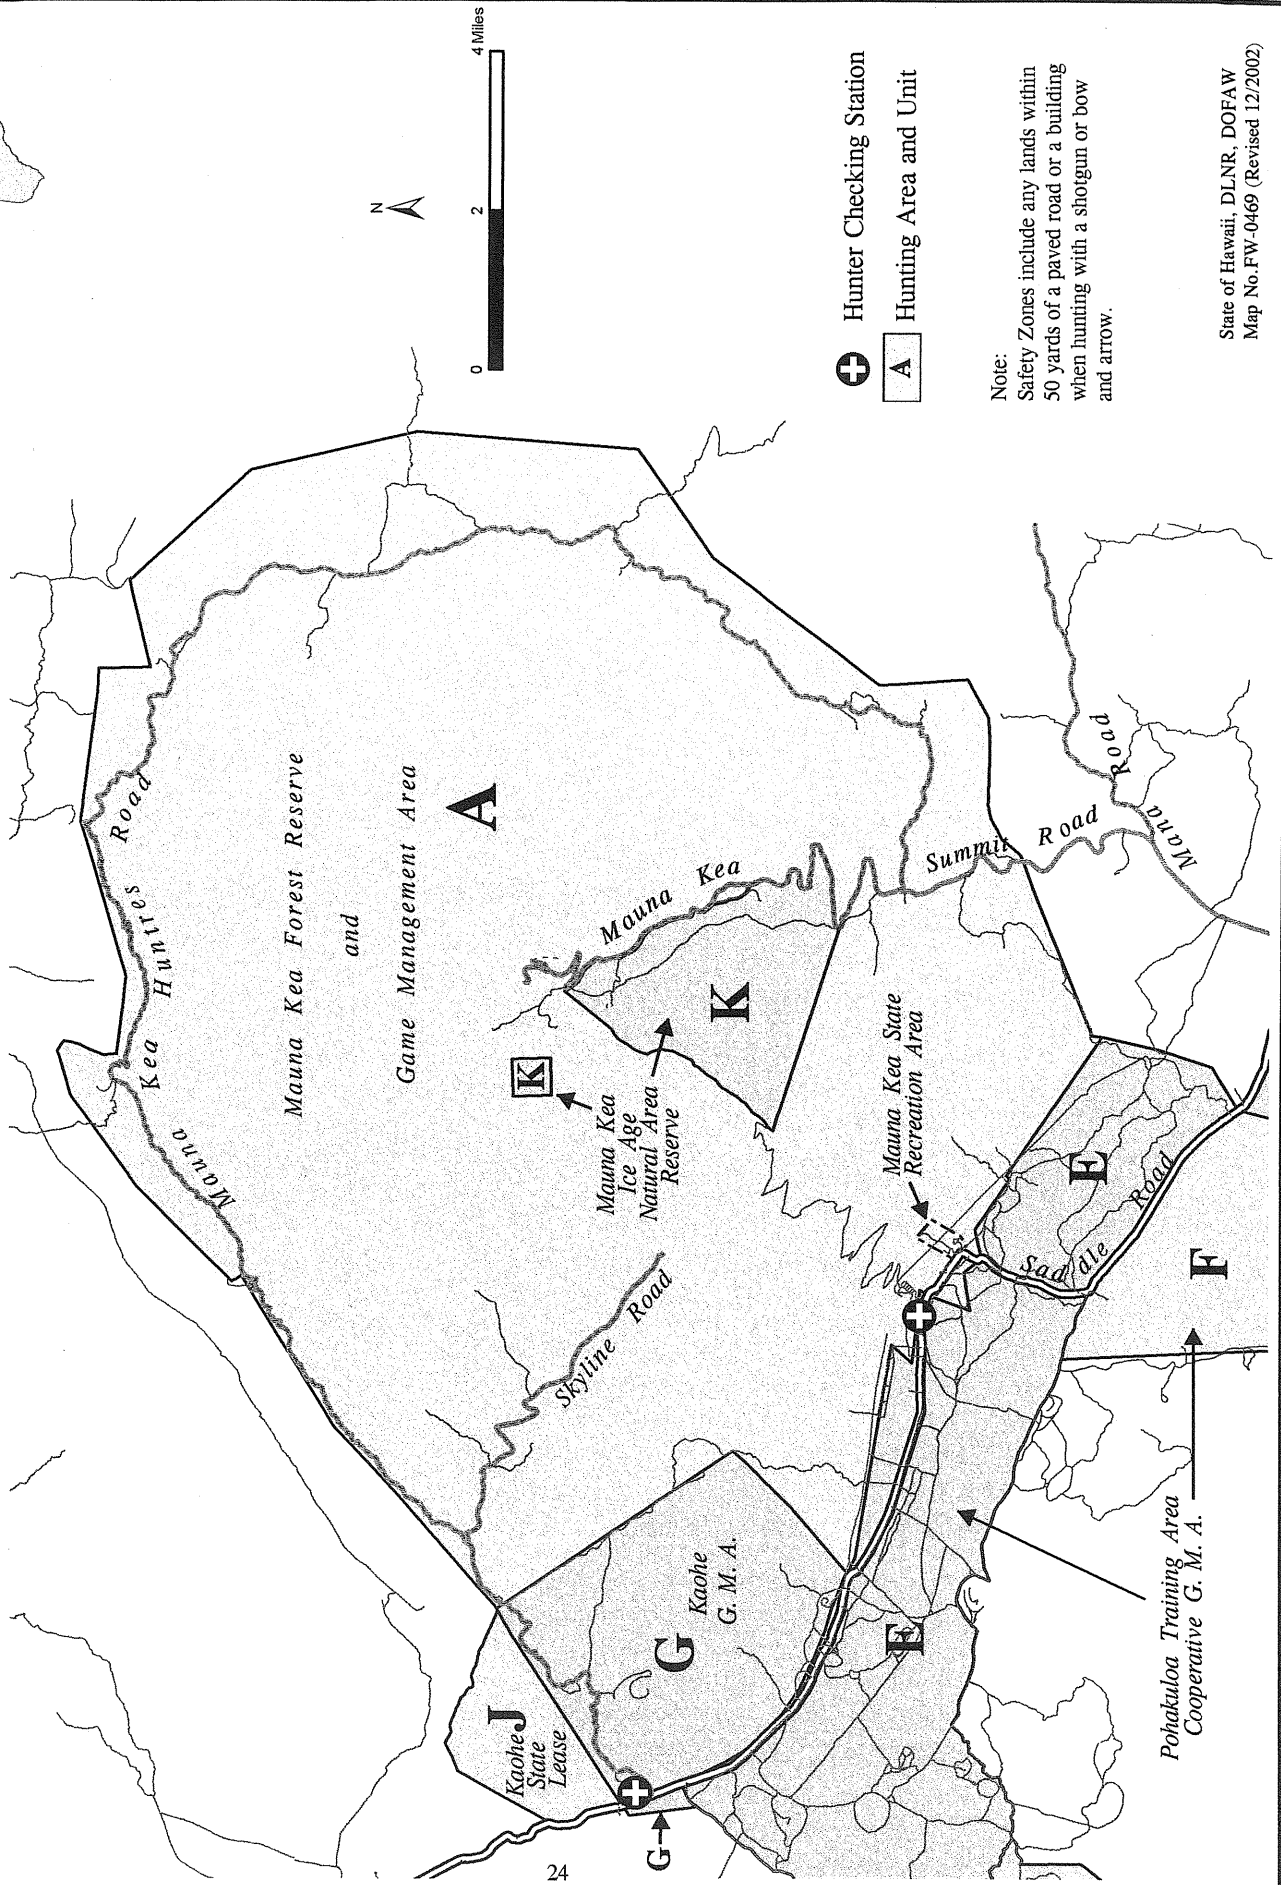 N
0
2
4 Miles
Hunter Checking Station
A
Hunting Area and Unit
Note:
Safety Zones include any lands within
50 yards of a paved road or a building
when hunting with a shotgun or bow
and arrow.
State of Hawaii, DLNR, DOFAW
Map No.FW-0469 (Revised 12/2002)
Mauna Kea Huntres Road
Mauna Kea Forest Reserve
and
Game Management Area
A
Mauna Kea Summit Road
Mana Road
K
K
Mauna Kea
Ice Age
Natural Area
Reserve
Mauna Kea State
Recreation Area
Skyline Road
Saddle Road
E
F
E
G
Kaohe
G. M. A.
J
Kaohe
State
Lease
G
Pohakuloa Training Area
Cooperative G. M. A.
24